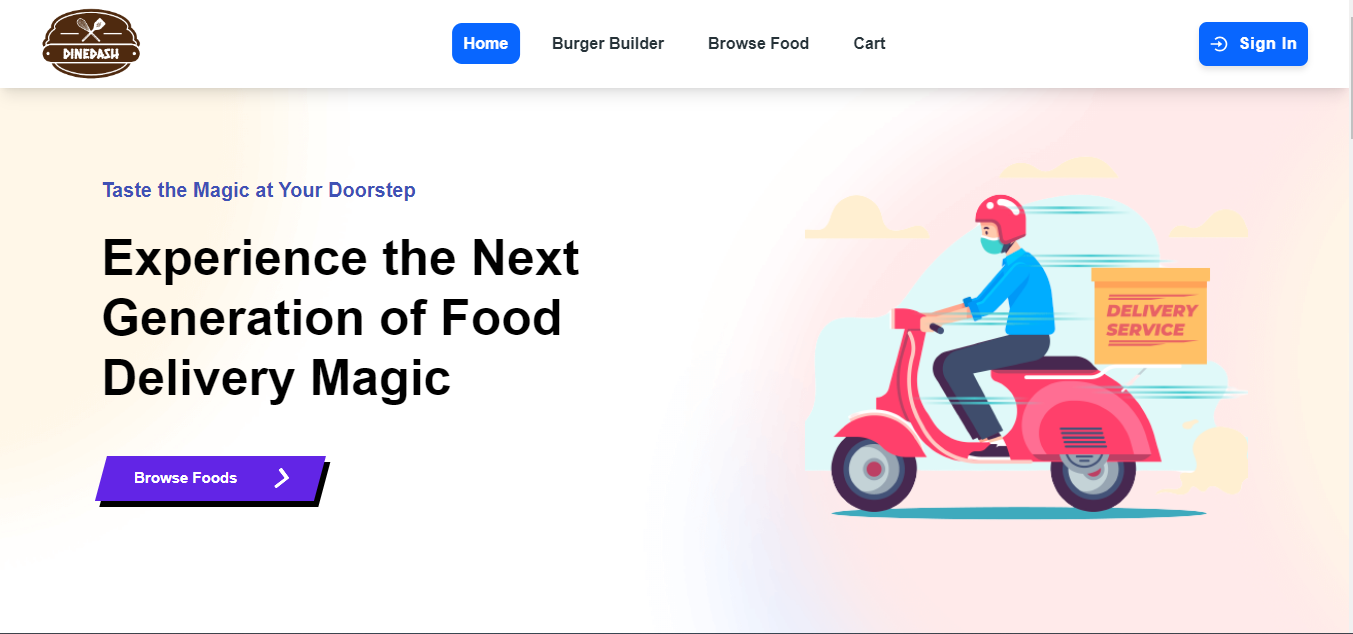 DINEDASH
Home
Burger Builder
Browse Food
Cart
Sign In
Taste the Magic at Your Doorstep
Experience the Next
Generation of Food
Delivery Magic
Browse Foods
DELIVERY
SERVICE